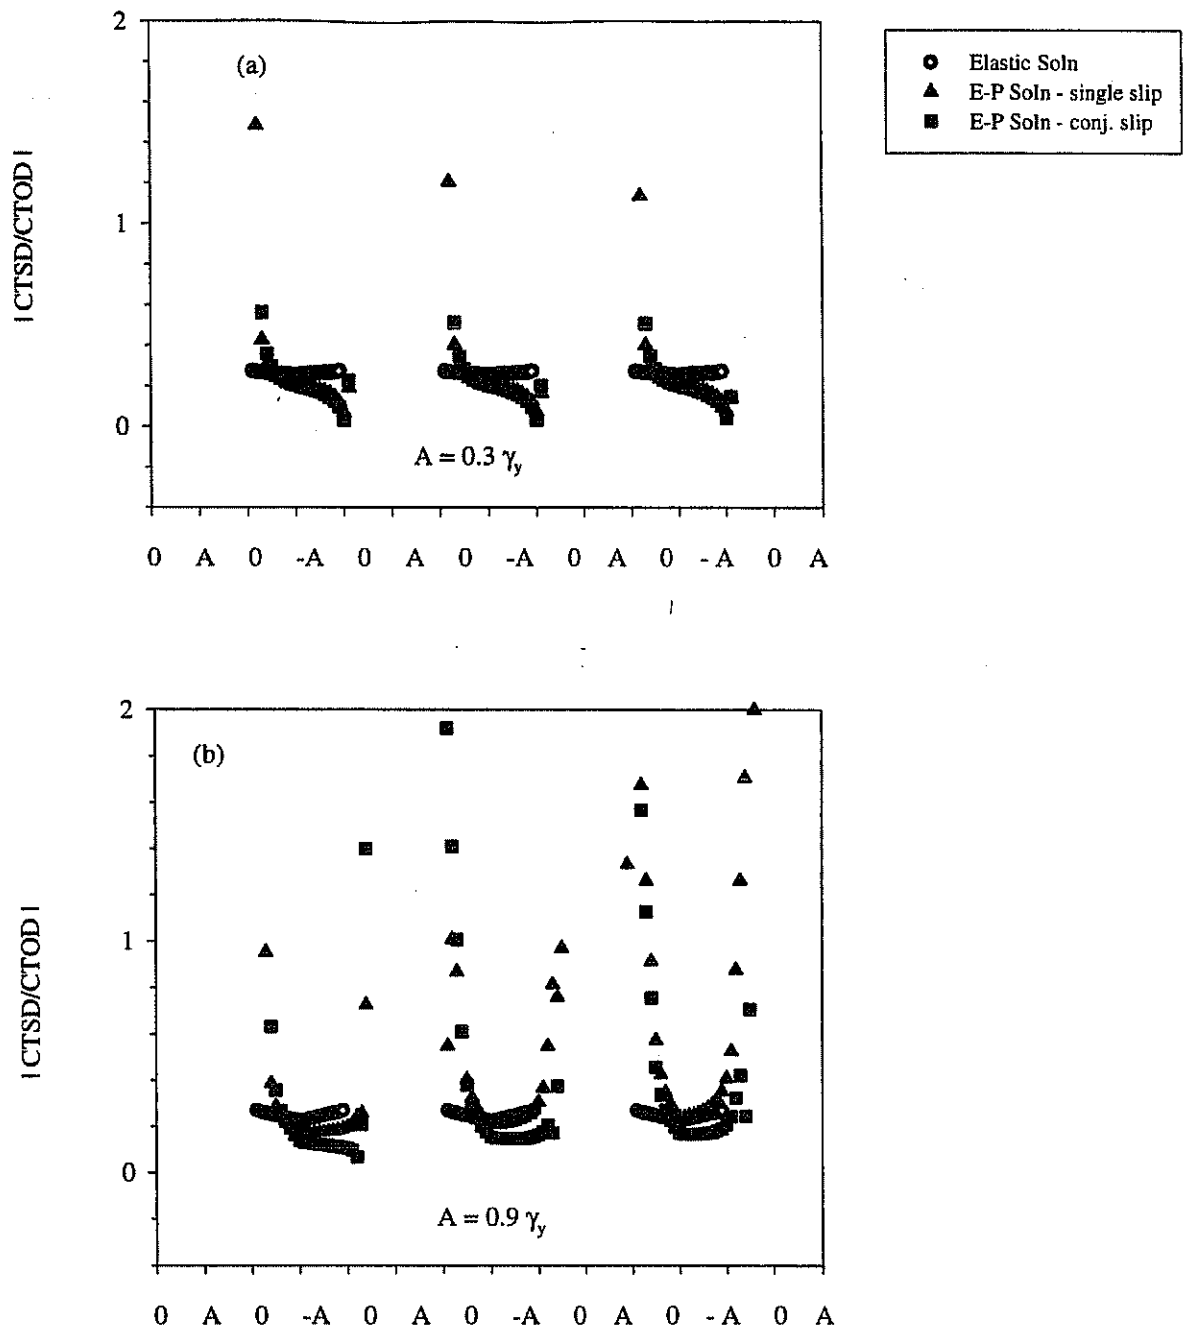 2
(a)
Elastic Soln
E-P Soln - single slip
E-P Soln - conj. slip
| CTSD/CTOD |
1
0
A = 0.3 γy
0 A 0 -A 0 A 0 -A 0 A 0 - A 0 A
2
(b)
| CTSD/CTOD |
1
0
A = 0.9 γy
0 A 0 -A 0 A 0 -A 0 A 0 - A 0 A